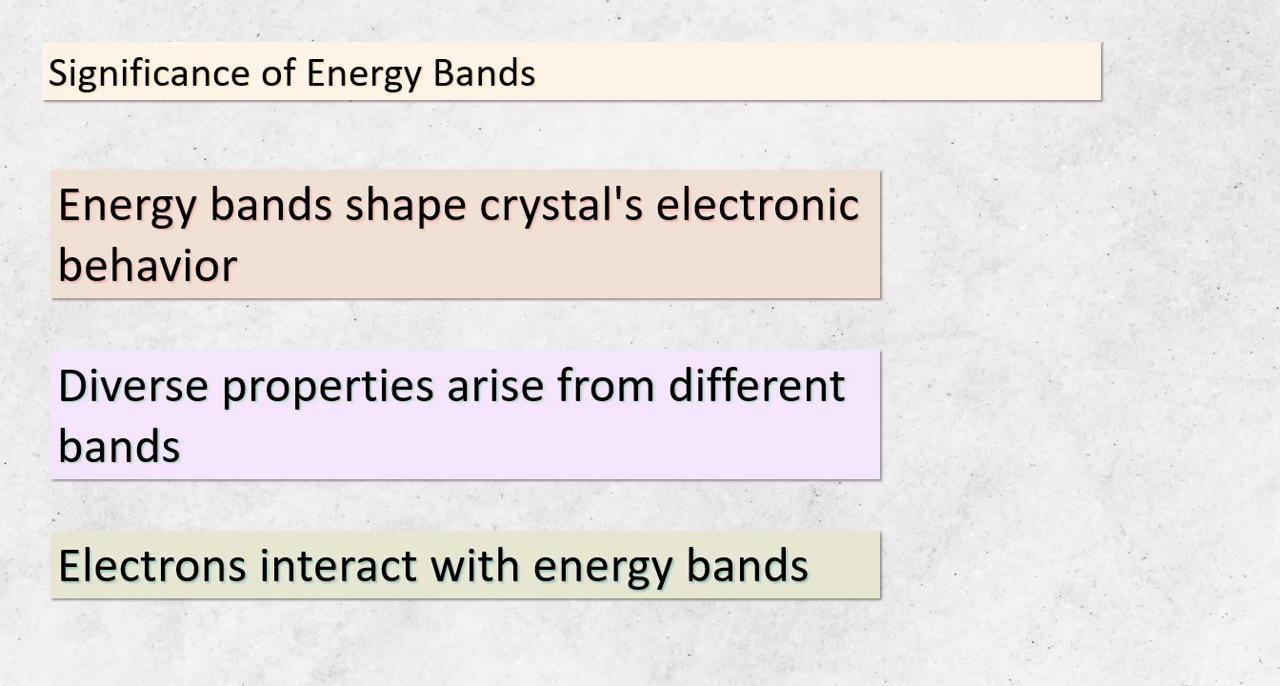 Significance of Energy Bands
Energy bands shape crystal's electronic
behavior
Diverse properties arise from different
bands
Electrons interact with energy bands